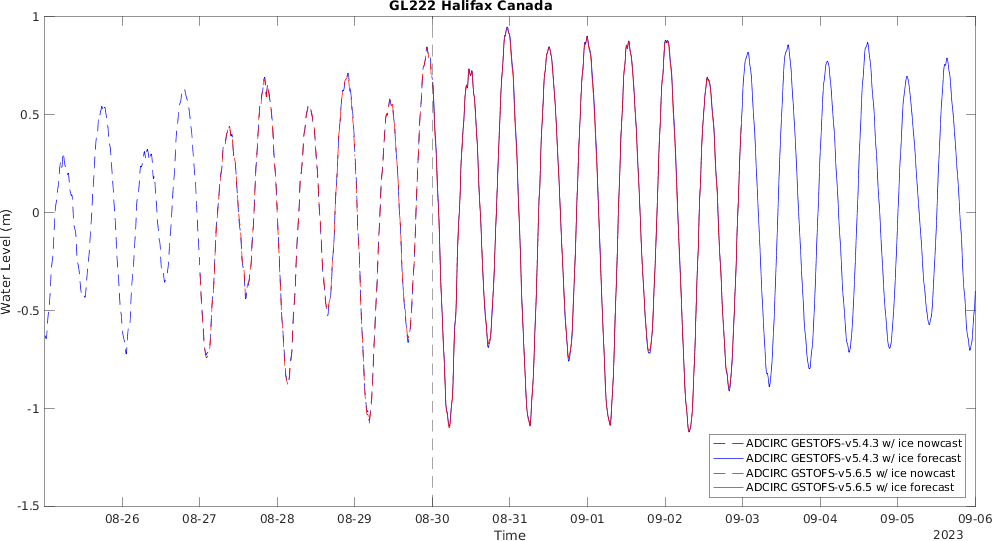 GL222 Halifax Canada
1
0.5
0
-0.5
-1
-1.5
Water Level (m)
ADCIRC GESTOFS-v5.4.3 w/ ice nowcast
ADCIRC GESTOFS-v5.4.3 w/ ice forecast
ADCIRC GSTOFS-v5.6.5 w/ ice nowcast
ADCIRC GSTOFS-v5.6.5 w/ ice forecast
08-26 08-27 08-28 08-29 08-30 08-31 09-01 09-02 09-03 09-04 09-05 09-06
Time
2023